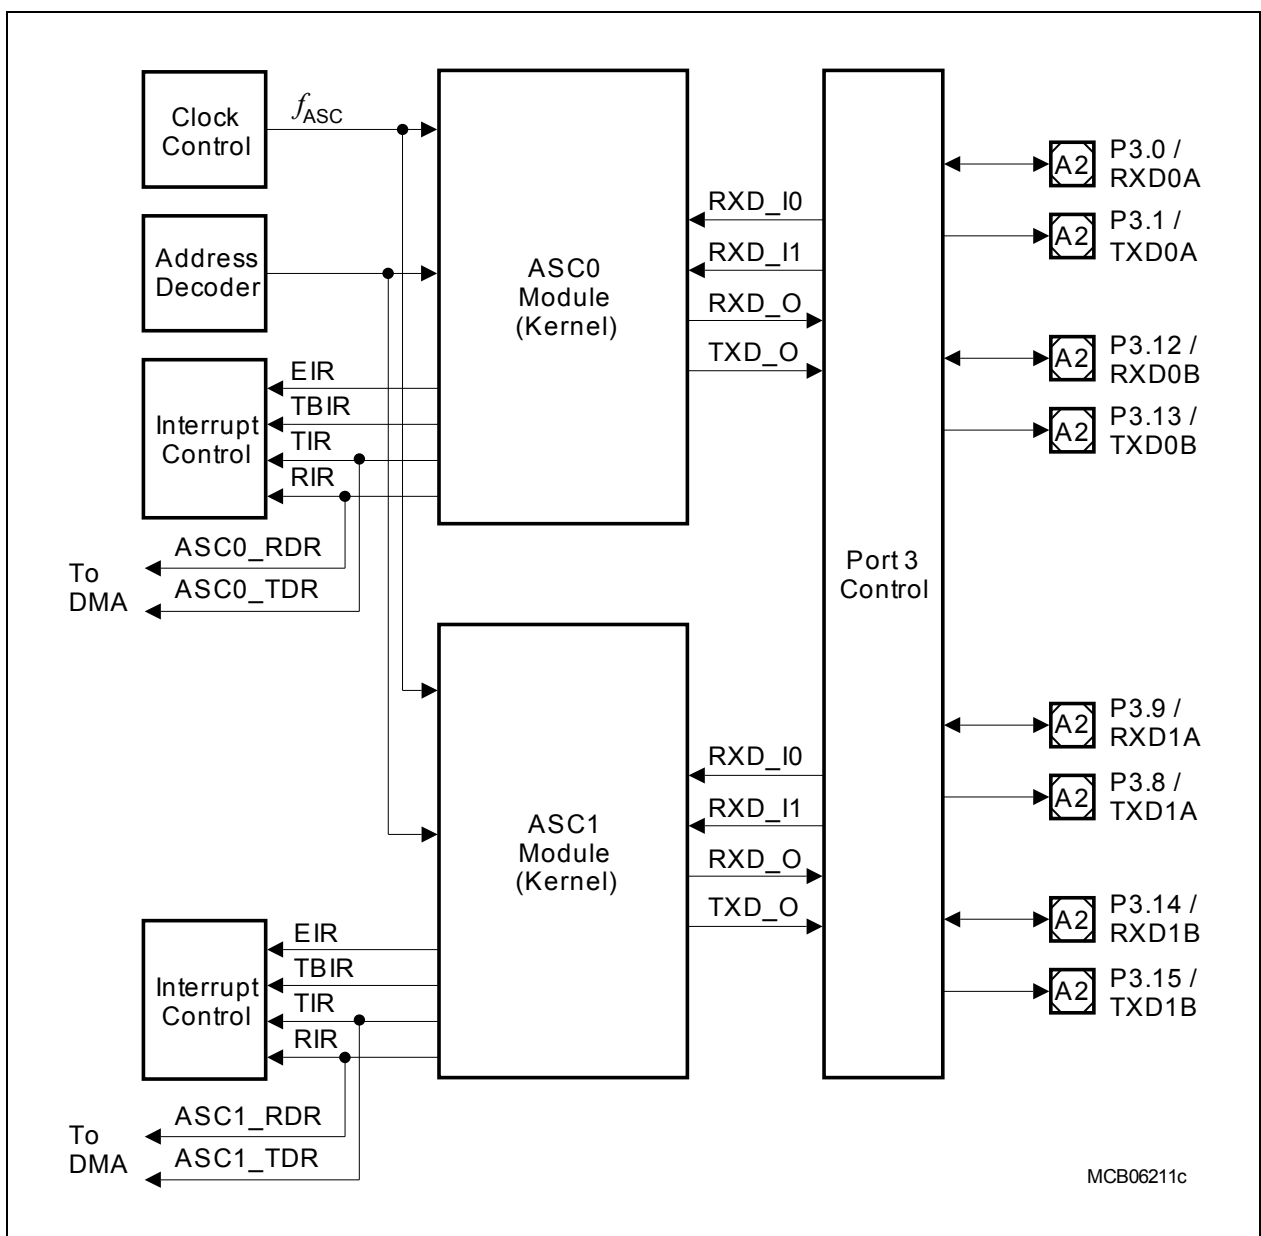 Clock
Control
fASC
Address
Decoder
Interrupt
Control
EIR
TBIR
TIR
RIR
To
DMA
ASC0_RDR
ASC0_TDR
ASC0
Module
(Kernel)
RXD_I0
RXD_I1
RXD_O
TXD_O
Port 3
Control
A2
P3.0 /
RXD0A
A2
P3.1 /
TXD0A
A2
P3.12 /
RXD0B
A2
P3.13 /
TXD0B
ASC1
Module
(Kernel)
RXD_I0
RXD_I1
RXD_O
TXD_O
A2
P3.9 /
RXD1A
A2
P3.8 /
TXD1A
A2
P3.14 /
RXD1B
A2
P3.15 /
TXD1B
Interrupt
Control
EIR
TBIR
TIR
RIR
To
DMA
ASC1_RDR
ASC1_TDR
MCB06211c